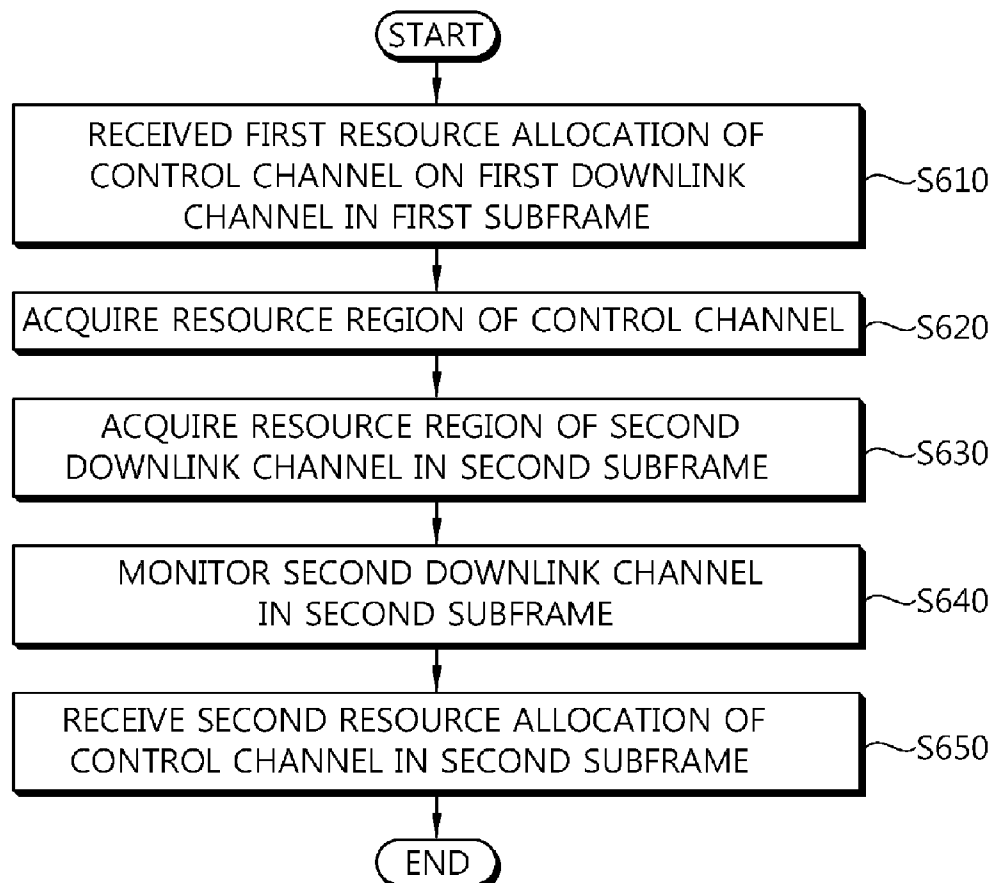 START
RECEIVED FIRST RESOURCE ALLOCATION OF
CONTROL CHANNEL ON FIRST DOWNLINK
CHANNEL IN FIRST SUBFRAME
S610
ACQUIRE RESOURCE REGION OF CONTROL CHANNEL
S620
ACQUIRE RESOURCE REGION OF SECOND
DOWNLINK CHANNEL IN SECOND SUBFRAME
S630
MONITOR SECOND DOWNLINK CHANNEL
IN SECOND SUBFRAME
S640
RECEIVE SECOND RESOURCE ALLOCATION OF
CONTROL CHANNEL IN SECOND SUBFRAME
S650
END